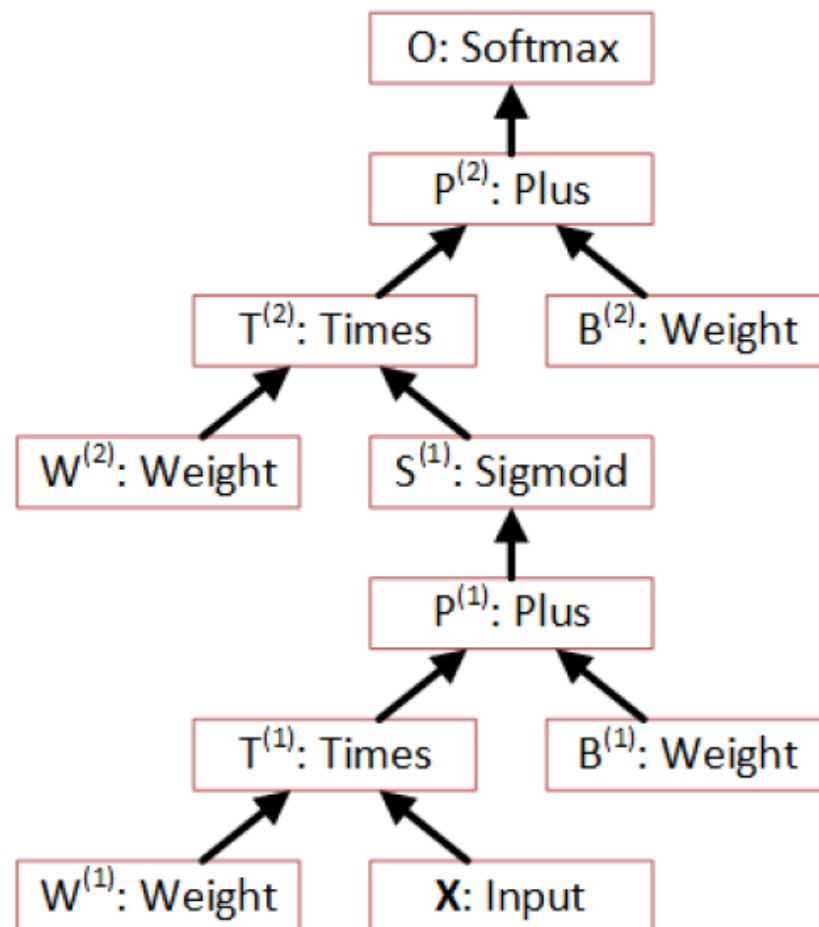 O: Softmax
P(2): Plus
T(2): Times
B(2): Weight
W(2): Weight
S(1): Sigmoid
P(1): Plus
T(1): Times
B(1): Weight
W(1): Weight
X: Input